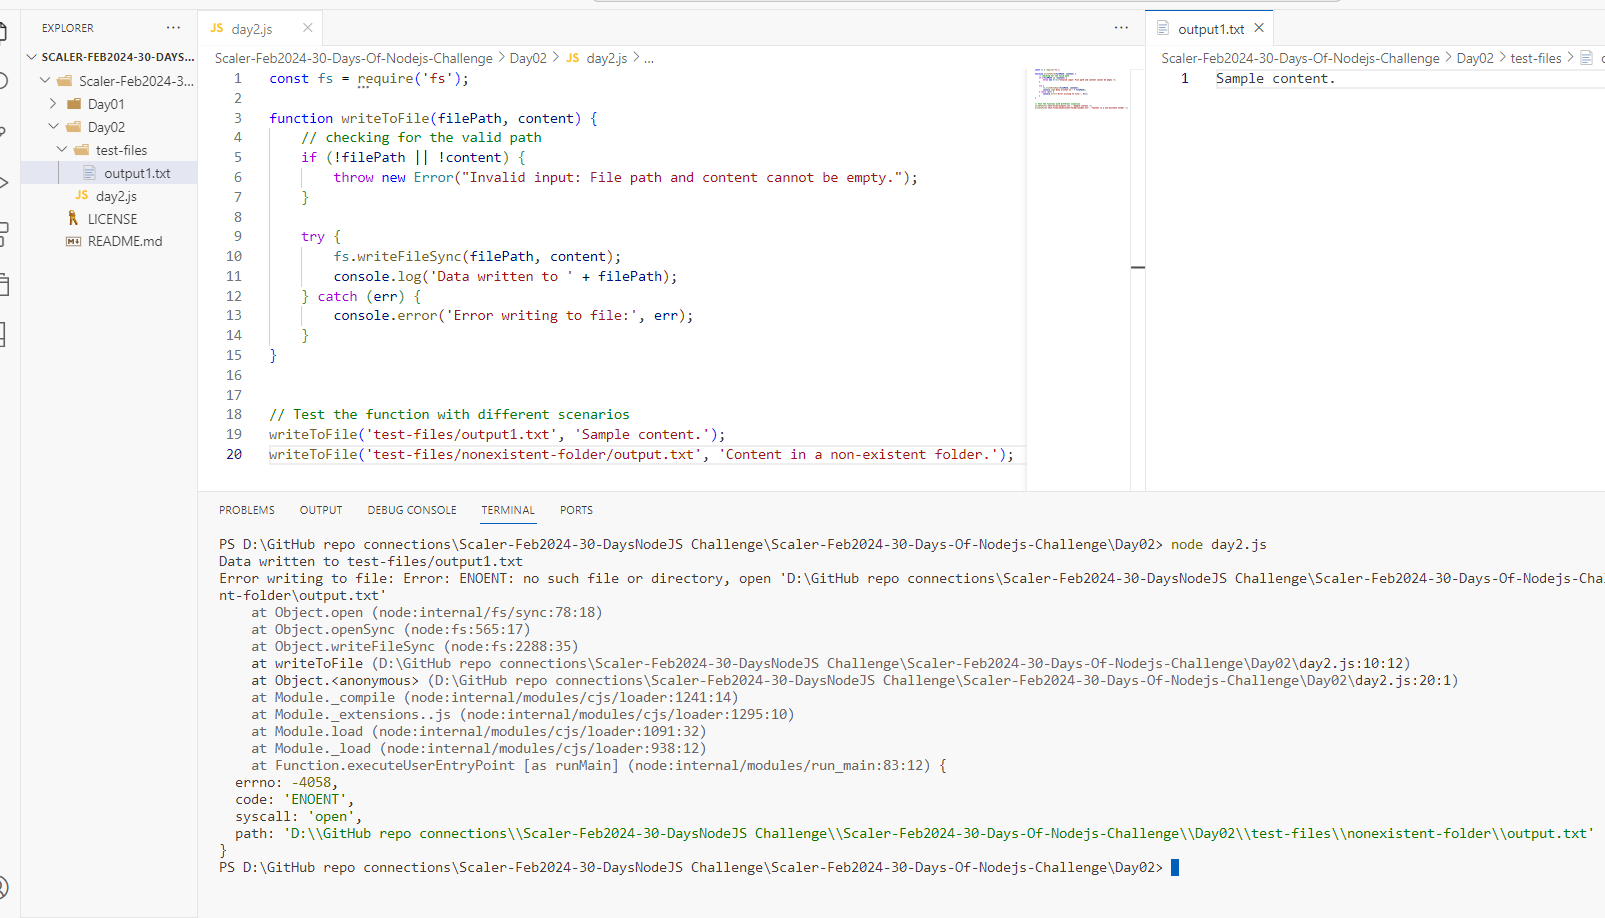 EXPLORER ...
SCALER-FEB2024-30-DAYS...
Scaler-Feb2024-3...
Day01
Day02
test-files
output1.txt
JS day2.js
LICENSE
README.md
JS day2.js
...
Scaler-Feb2024-30-Days-Of-Nodejs-Challenge > Day02 > JS day2.js > ...
1 const fs = require('fs');
2
3 function writeToFile(filePath, content) {
4 // checking for the valid path
5 if (!filePath || !content) {
6 throw new Error("Invalid input: File path and content cannot be empty.");
7 }
8
9 try {
10 fs.writeFileSync(filePath, content);
11 console.log('Data written to ' + filePath);
12 } catch (err) {
13 console.error('Error writing to file:', err);
14 }
15 }
16
17
18 // Test the function with different scenarios
19 writeToFile('test-files/output1.txt', 'Sample content.');
20 writeToFile('test-files/nonexistent-folder/output.txt', 'Content in a non-existent folder.');
output1.txt
Scaler-Feb2024-30-Days-Of-Nodejs-Challenge > Day02 > test-files >
1 Sample content.
PROBLEMS OUTPUT DEBUG CONSOLE TERMINAL PORTS
PS D:\GitHub repo connections\Scaler-Feb2024-30-DaysNodeJS Challenge\Scaler-Feb2024-30-Days-Of-Nodejs-Challenge\Day02> node day2.js
Data written to test-files/output1.txt
Error writing to file: Error: ENOENT: no such file or directory, open 'D:\GitHub repo connections\Scaler-Feb2024-30-DaysNodeJS Challenge\Scaler-Feb2024-30-Days-Of-Nodejs-Cha
nt-folder\output.txt'
at Object.open (node:internal/fs/sync:78:18)
at Object.openSync (node:fs:565:17)
at Object.writeFileSync (node:fs:2288:35)
at writeToFile (D:\GitHub repo connections\Scaler-Feb2024-30-DaysNodeJS Challenge\Scaler-Feb2024-30-Days-Of-Nodejs-Challenge\Day02\day2.js:10:12)
at Object.<anonymous> (D:\GitHub repo connections\Scaler-Feb2024-30-DaysNodeJS Challenge\Scaler-Feb2024-30-Days-Of-Nodejs-Challenge\Day02\day2.js:20:1)
at Module._compile (node:internal/modules/cjs/loader:1241:14)
at Module._extensions..js (node:internal/modules/cjs/loader:1295:10)
at Module.load (node:internal/modules/cjs/loader:1091:32)
at Module._load (node:internal/modules/cjs/loader:938:12)
at Function.executeUserEntryPoint [as runMain] (node:internal/modules/run_main:83:12) {
errno: -4058,
code: 'ENOENT',
syscall: 'open',
path: 'D:\\GitHub repo connections\\Scaler-Feb2024-30-DaysNodeJS Challenge\\Scaler-Feb2024-30-Days-Of-Nodejs-Challenge\\Day02\\test-files\\nonexistent-folder\\output.txt'
}
PS D:\GitHub repo connections\Scaler-Feb2024-30-DaysNodeJS Challenge\Scaler-Feb2024-30-Days-Of-Nodejs-Challenge\Day02>